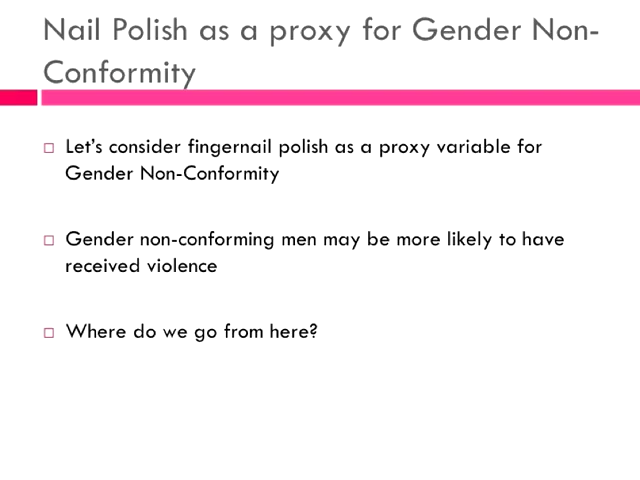 Nail Polish as a proxy for Gender Non-
Conformity
Let's consider fingernail polish as a proxy variable for
Gender Non-Conformity
Gender non-conforming men may be more likely to have
received violence
Where do we go from here?